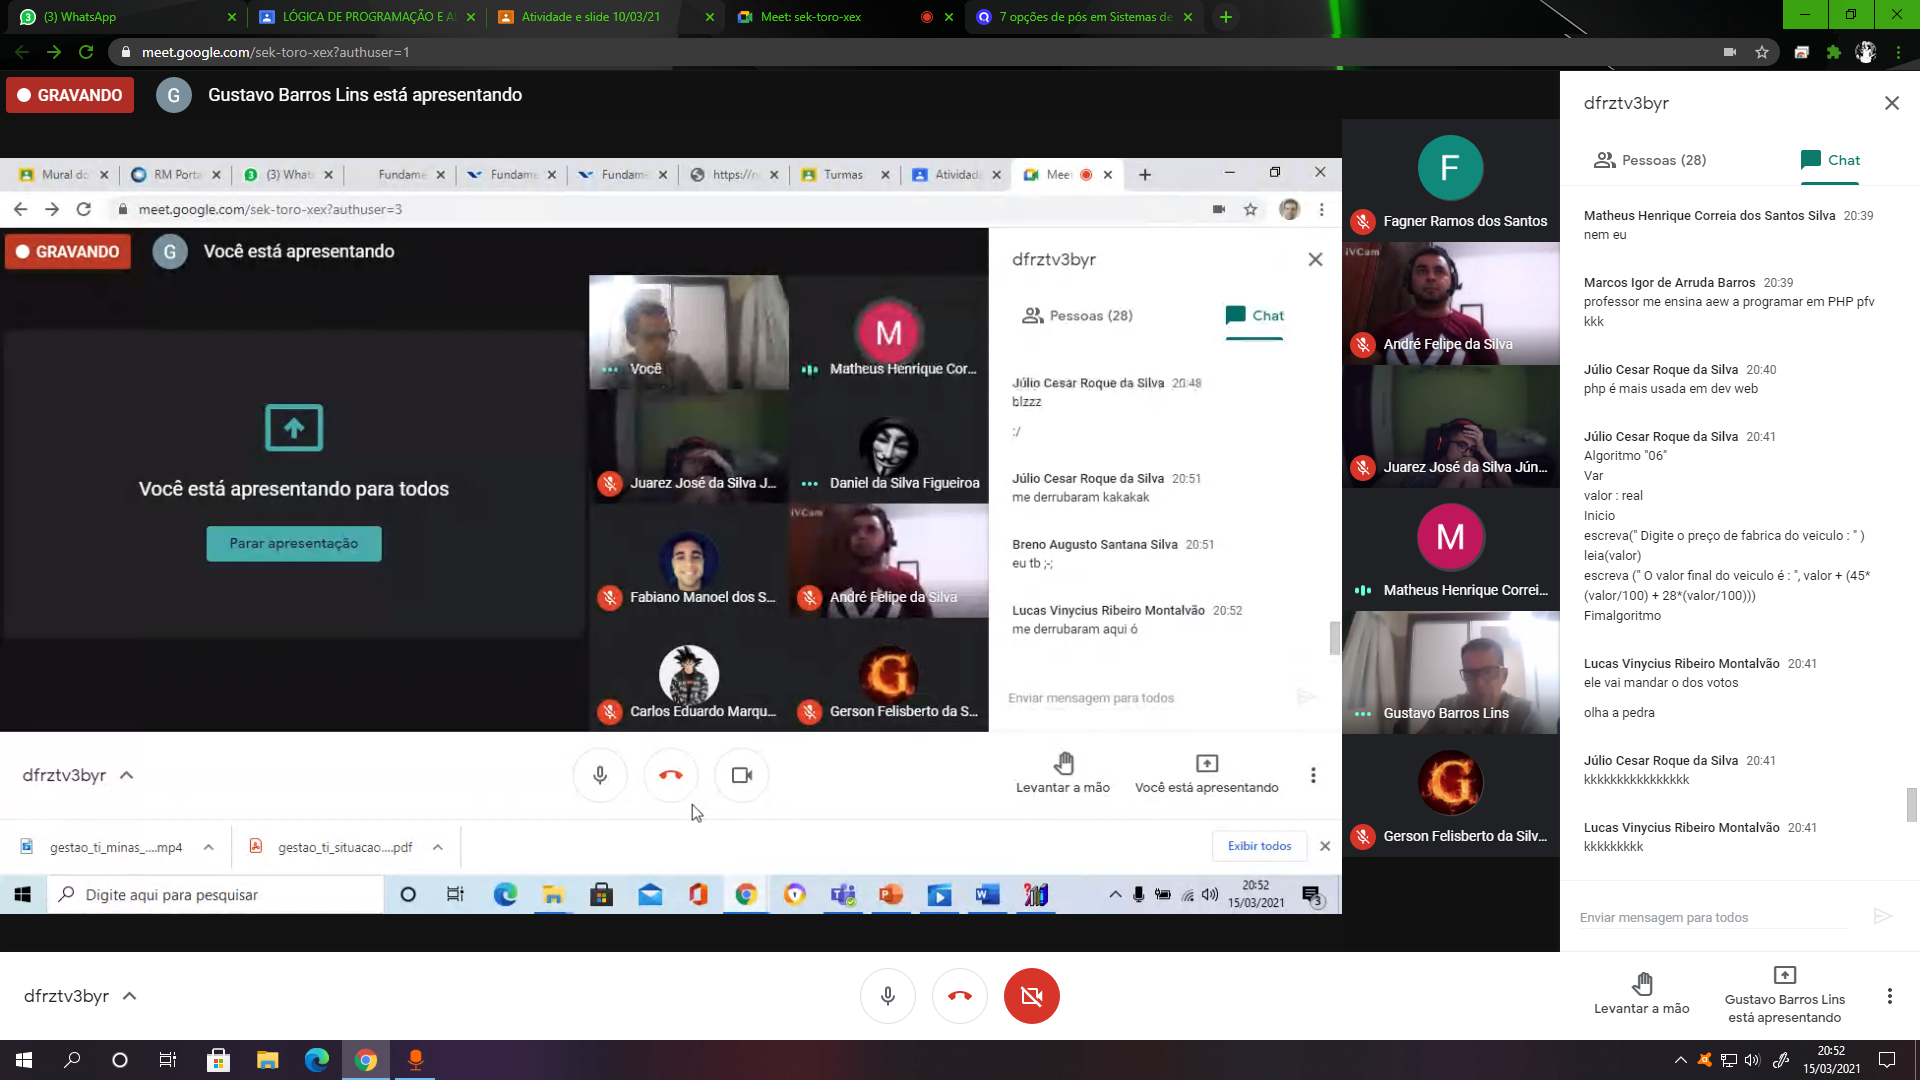 (3) WhatsApp
LÓGICA DE PROGRAMAÇÃO E AL
Atividade e slide 10/03/21
Meet: sek-toro-xex
7 opções de pós em Sistemas de
meet.google.com/sek-toro-xex?authuser=1
GRAVANDO
G
Gustavo Barros Lins está apresentando
Mural do
RM Porta
(3) What
Fundame
Fundame
Fundame
https://n
Turmas
Atividad
Meet
meet.google.com/sek-toro-xex?authuser=3
GRAVANDO
G
Você está apresentando
Você está apresentando para todos
Parar apresentação
Você
M
Matheus Henrique Cor...
Juarez José da Silva J...
Daniel da Silva Figueiroa
Fabiano Manoel dos S...
iVCam
André Felipe da Silva
Carlos Eduardo Marqu...
G
Gerson Felisberto da S...
dfrztv3byr
Pessoas (28)
Chat
Júlio Cesar Roque da Silva 20:48
blzzz
:/
Júlio Cesar Roque da Silva 20:51
me derrubaram kakakak
Breno Augusto Santana Silva 20:51
eu tb ;-;
Lucas Vinycius Ribeiro Montalvão 20:52
me derrubaram aqui ó
Enviar mensagem para todos
dfrztv3byr
Levantar a mão
Você está apresentando
gestao_ti_minas_....mp4
gestao_ti_situacao....pdf
Exibir todos
Digite aqui para pesquisar
20:52
15/03/2021
3
F
Fagner Ramos dos Santos
iVCam
André Felipe da Silva
Juarez José da Silva Jún...
M
Matheus Henrique Correi...
Gustavo Barros Lins
G
Gerson Felisberto da Silv...
dfrztv3byr
Pessoas (28)
Chat
Matheus Henrique Correia dos Santos Silva 20:39
nem eu
Marcos Igor de Arruda Barros 20:39
professor me ensina aew a programar em PHP pfv
kkk
Júlio Cesar Roque da Silva 20:40
php é mais usada em dev web
Júlio Cesar Roque da Silva 20:41
Algoritmo "06"
Var
valor : real
Inicio
escreva(" Digite o preço de fabrica do veiculo : " )
leia(valor)
escreva (" O valor final do veiculo é : ", valor + (45*
(valor/100) + 28*(valor/100)))
Fimalgoritmo
Lucas Vinycius Ribeiro Montalvão 20:41
ele vai mandar o dos votos
olha a pedra
Júlio Cesar Roque da Silva 20:41
kkkkkkkkkkkkkkkk
Lucas Vinycius Ribeiro Montalvão 20:41
kkkkkkkkk
Enviar mensagem para todos
dfrztv3byr
Levantar a mão
Gustavo Barros Lins
está apresentando
20:52
15/03/2021